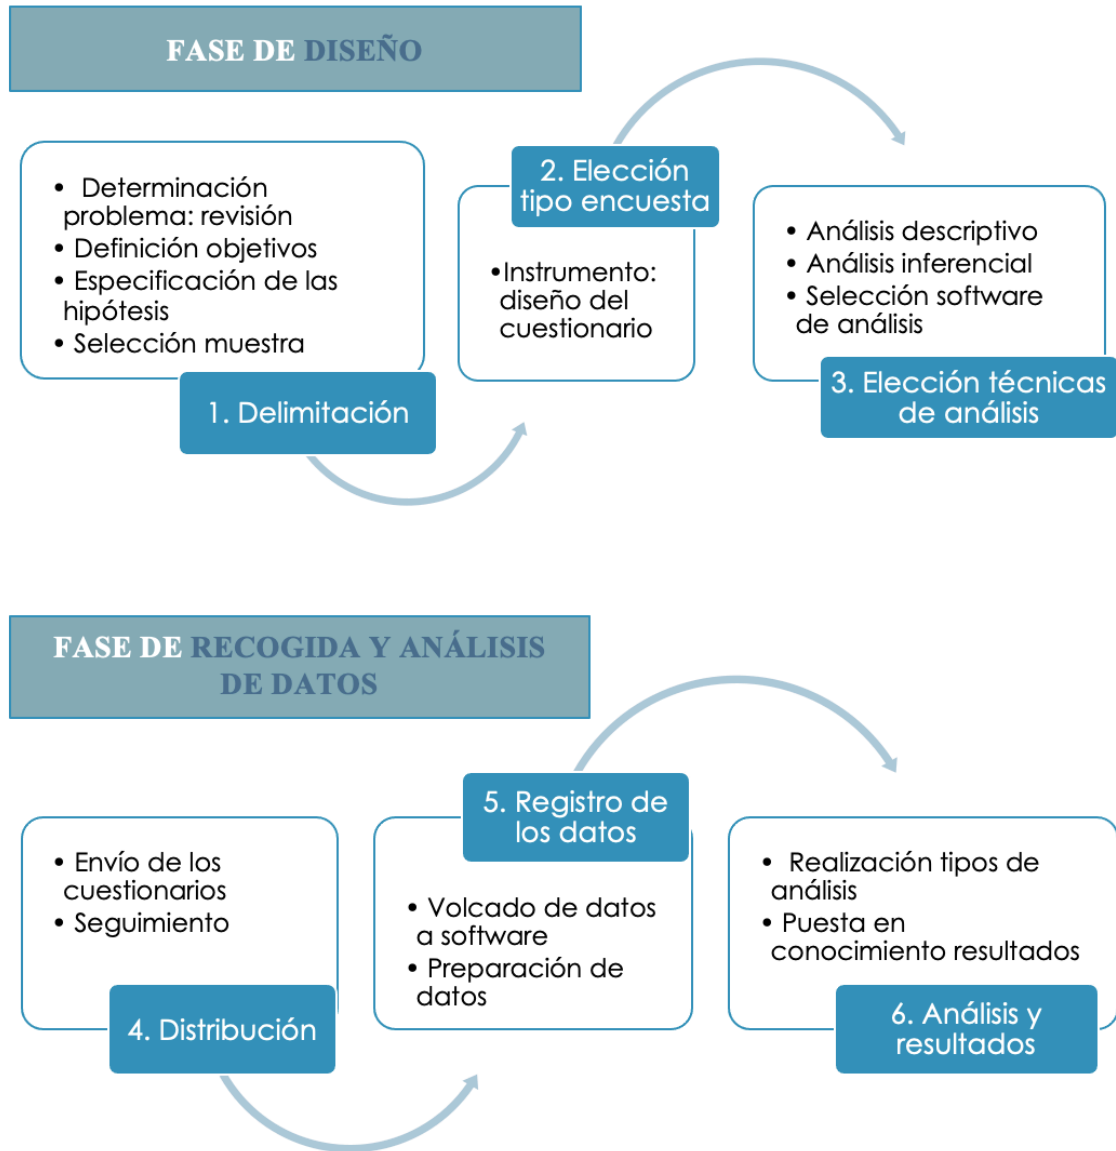 FASE DE DISEÑO
• Determinación
problema: revisión
• Definición objetivos
• Especificación de las
hipótesis
• Selección muestra
1. Delimitación
2. Elección
tipo encuesta
•Instrumento:
diseño del
cuestionario
• Análisis descriptivo
• Análisis inferencial
• Selección software
de análisis
3. Elección técnicas
de análisis
FASE DE RECOGIDA Y ANÁLISIS
DE DATOS
• Envío de los
cuestionarios
• Seguimiento
4. Distribución
5. Registro de
los datos
• Volcado de datos
a software
• Preparación de
datos
• Realización tipos de
análisis
• Puesta en
conocimiento resultados
6. Análisis y
resultados